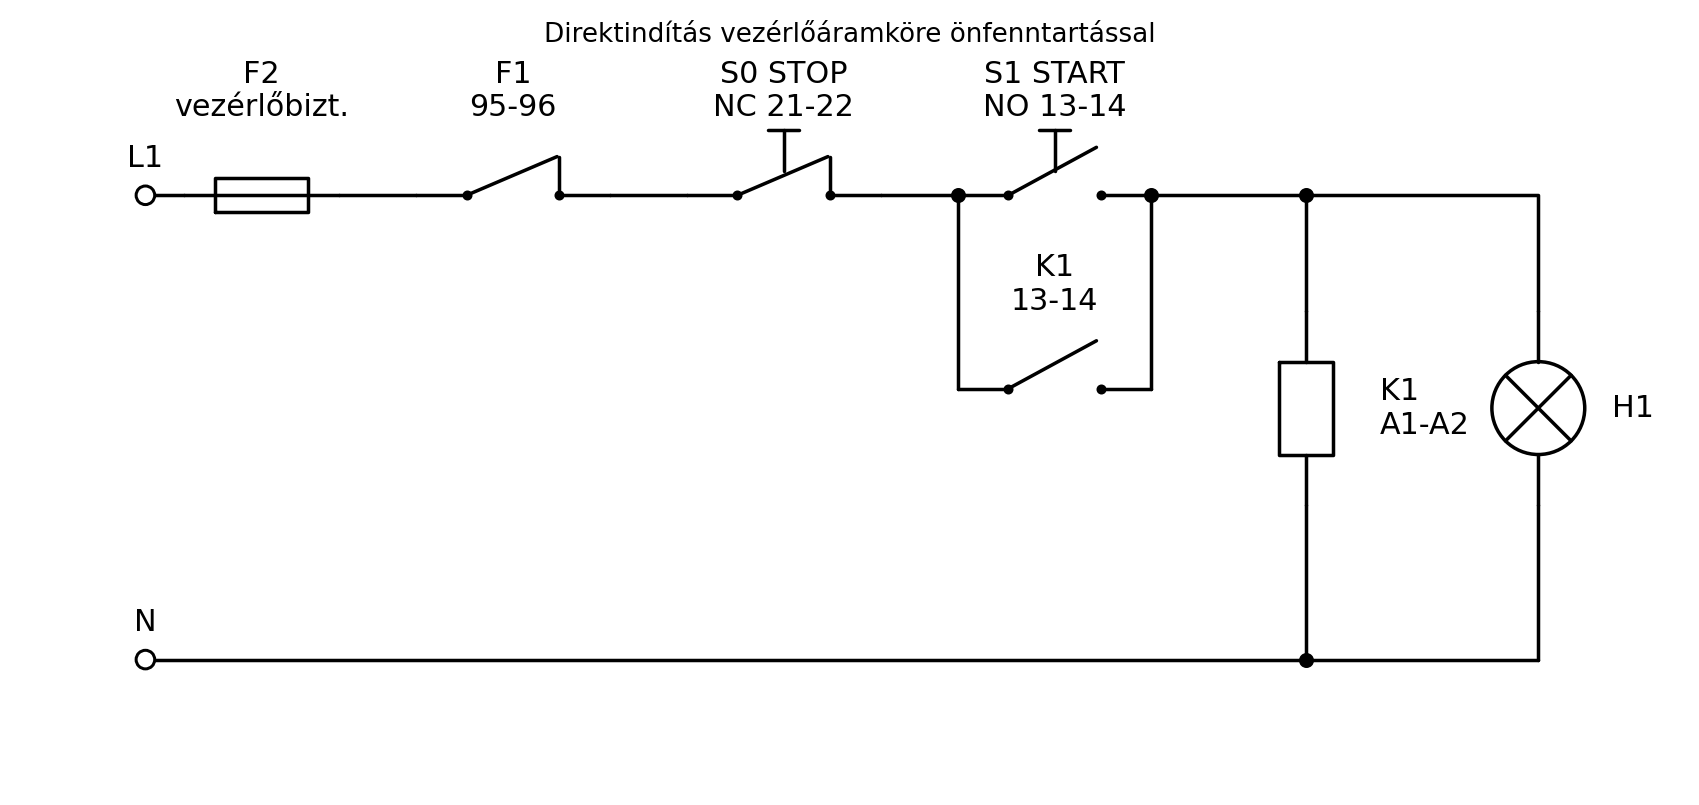 Direktindítás vezérlőáramköre önfenntartással
F2
vezérlőbizt.
F1
95-96
S0 STOP
NC 21-22
S1 START
NO 13-14
L1
K1
13-14
K1
A1-A2
H1
N